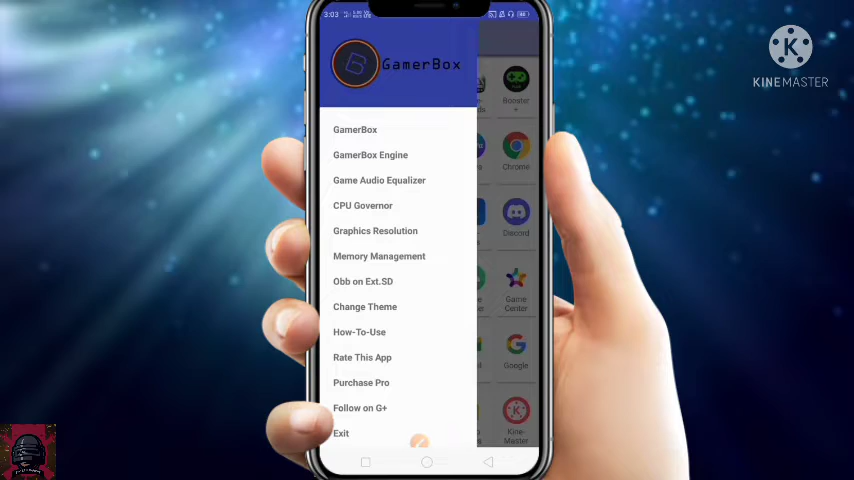 3:03
GamerBox
KINEMASTER
GamerBox
GamerBox Engine
Game Audio Equalizer
CPU Governor
Graphics Resolution
Memory Management
Obb on Ext.SD
Change Theme
How-To-Use
Rate This App
Purchase Pro
Follow on G+
Exit
Booster
+
Chrome
Discord
Game
Center
Google
Kine-
Master